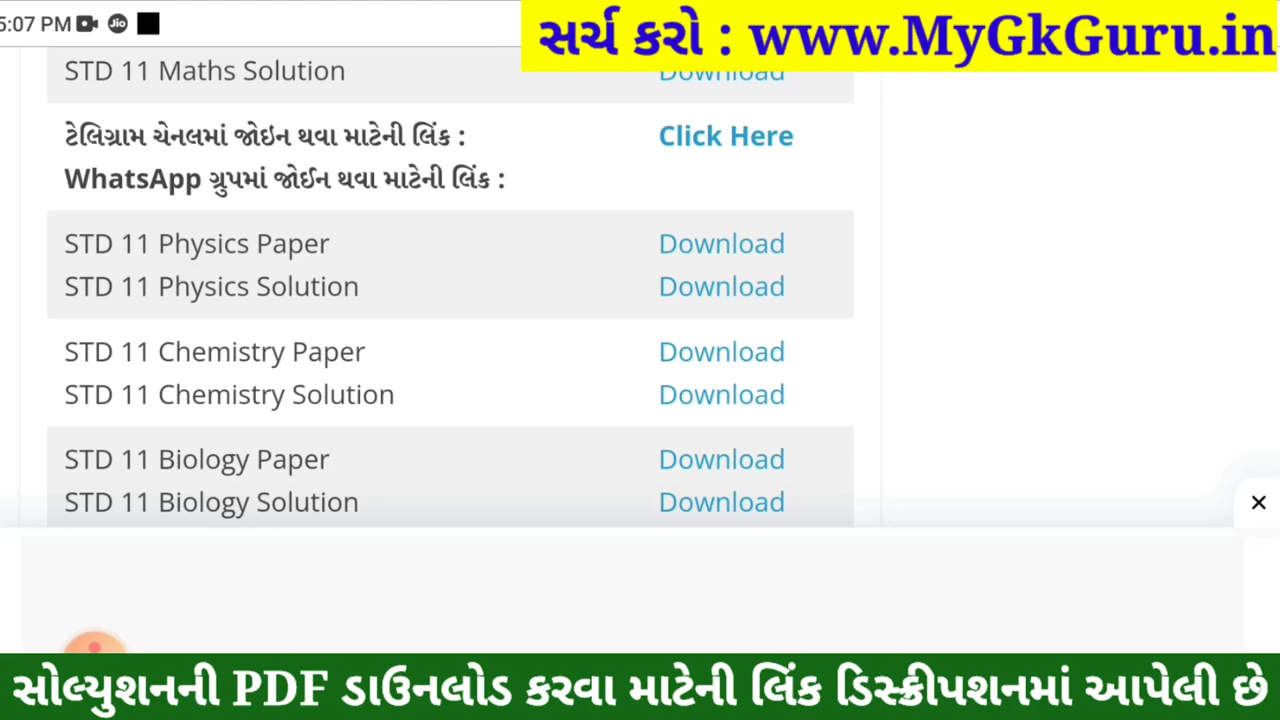 5:07 PM
સર્ચ કરો : www.MyGkGuru.in
STD 11 Maths Solution Download
ટેલિગ્રામ ચેનલમાં જોઇન થવા માટેની લિંક : Click Here
WhatsApp ગ્રુપમાં જોઈન થવા માટેની લિંક :
STD 11 Physics Paper Download
STD 11 Physics Solution Download
STD 11 Chemistry Paper Download
STD 11 Chemistry Solution Download
STD 11 Biology Paper Download
STD 11 Biology Solution Download
સોલ્યુશનની PDF ડાઉનલોડ કરવા માટેની લિંક ડિસ્ક્રીપશનમાં આપેલી છે